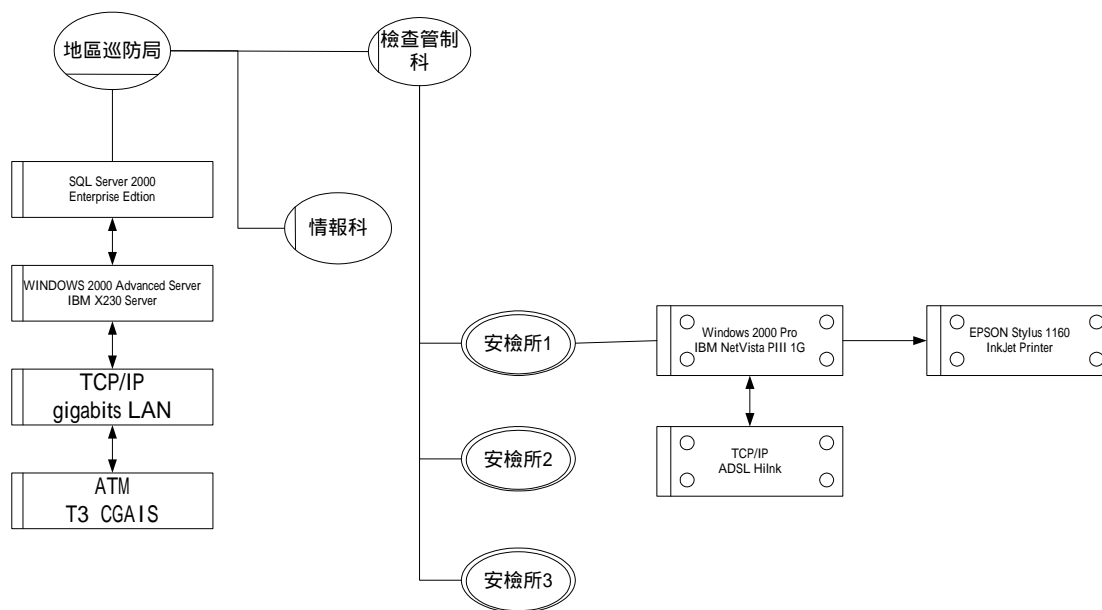 地區巡防局
檢查管制
科
SQL Server 2000
Enterprise Edtion
情報科
WINDOWS 2000 Advanced Server
IBM X230 Server
安檢所1
Windows 2000 Pro
IBM NetVista PIII 1G
EPSON Stylus 1160
InkJet Printer
TCP/IP
gigabits LAN
安檢所2
TCP/IP
ADSL HiInk
ATM
T3 CGAIS
安檢所3